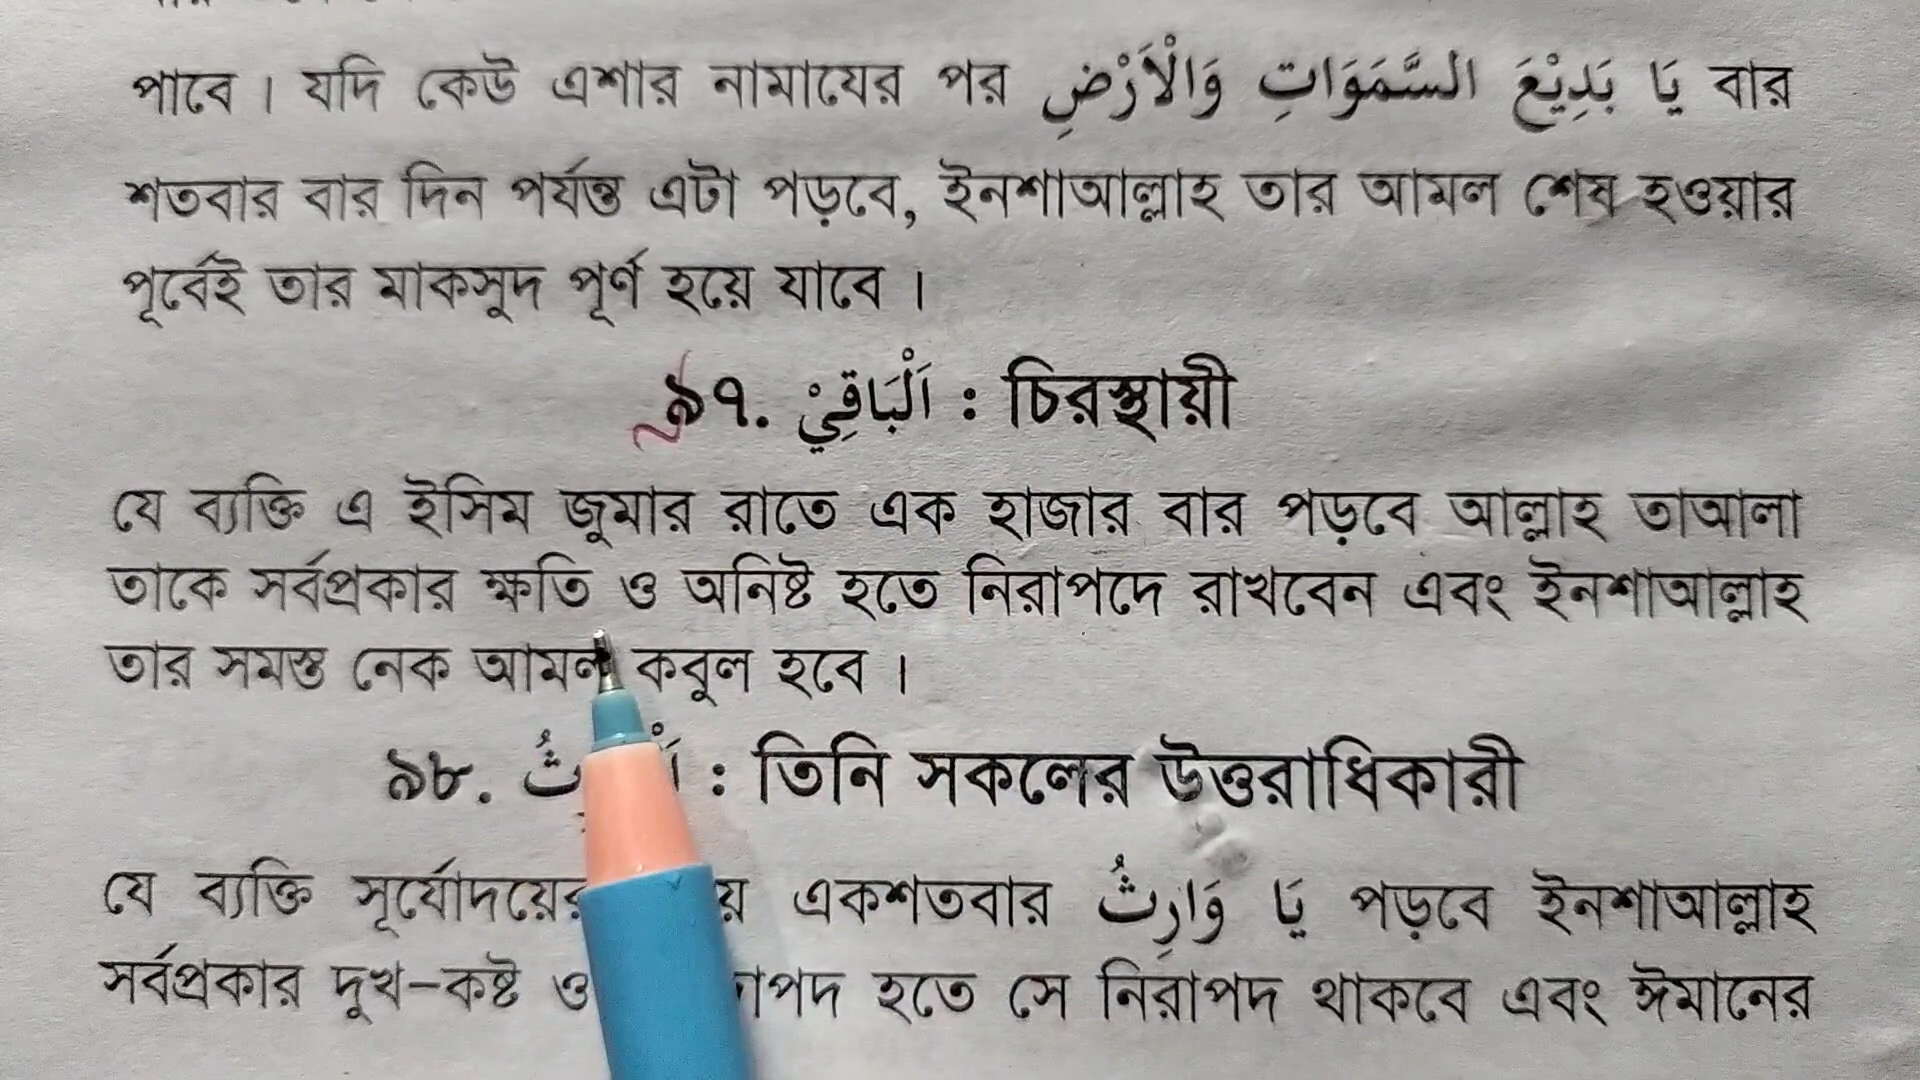 পাবে। যদি কেউ এশার নামাযের পর يَا بَدِيْعَ السَّمَوَاتِ وَالْاَرْضِ বার
শতবার বার দিন পর্যন্ত এটা পড়বে, ইনশাআল্লাহ তার আমল শেষ হওয়ার
পূর্বেই তার মাকসুদ পূর্ণ হয়ে যাবে।
৯৭. اَلْبَاقِيْ : চিরস্থায়ী
যে ব্যক্তি এ ইসিম জুমার রাতে এক হাজার বার পড়বে আল্লাহ তাআলা
তাকে সর্বপ্রকার ক্ষতি ও অনিষ্ট হতে নিরাপদে রাখবেন এবং ইনশাআল্লাহ
তার সমস্ত নেক আমল কবুল হবে।
৯৮. : তিনি সকলের উত্তরাধিকারী
যে ব্যক্তি সূর্যোদয়ের একশতবার يَا وَارِثُ পড়বে ইনশাআল্লাহ
সর্বপ্রকার দুখ-কষ্ট ও হতে সে নিরাপদ থাকবে এবং ঈমানের